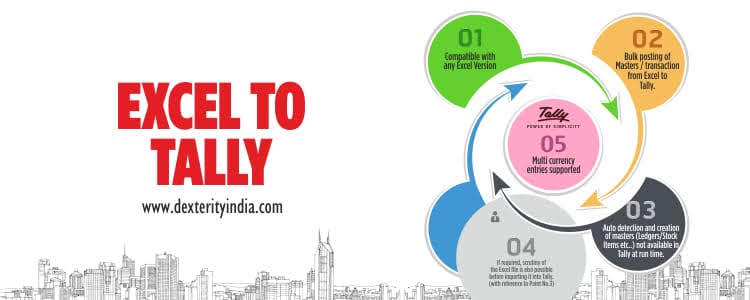 EXCEL TO
TALLY
www.dexterityindia.com
01
Compatible with
any Excel Version
02
Bulk posting of
Masters / transaction
from Excel to
Tally.
Tally
POWER OF SIMPLICITY
05
Multi currency
entries supported
03
Auto detection and creation
of masters (Ledgers/Stock
Items etc..) not available in
Tally at run time.
04
If required, scrutiny of
the Excel file is also possible
before importing it into Tally.
(with reference to Point No.3)